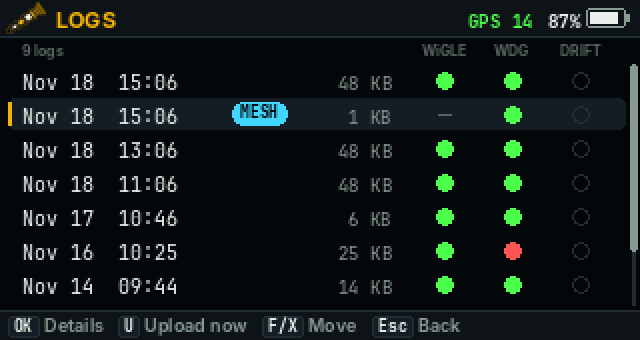 LOGS GPS 14 87%
9 logs WiGLE WDG DRIFT
Nov 18 15:06 48 KB
Nov 18 15:06 MESH 1 KB —
Nov 18 13:06 48 KB
Nov 18 11:06 48 KB
Nov 17 10:46 6 KB
Nov 16 10:25 25 KB
Nov 14 09:44 14 KB
OK Details U Upload now F/X Move Esc Back